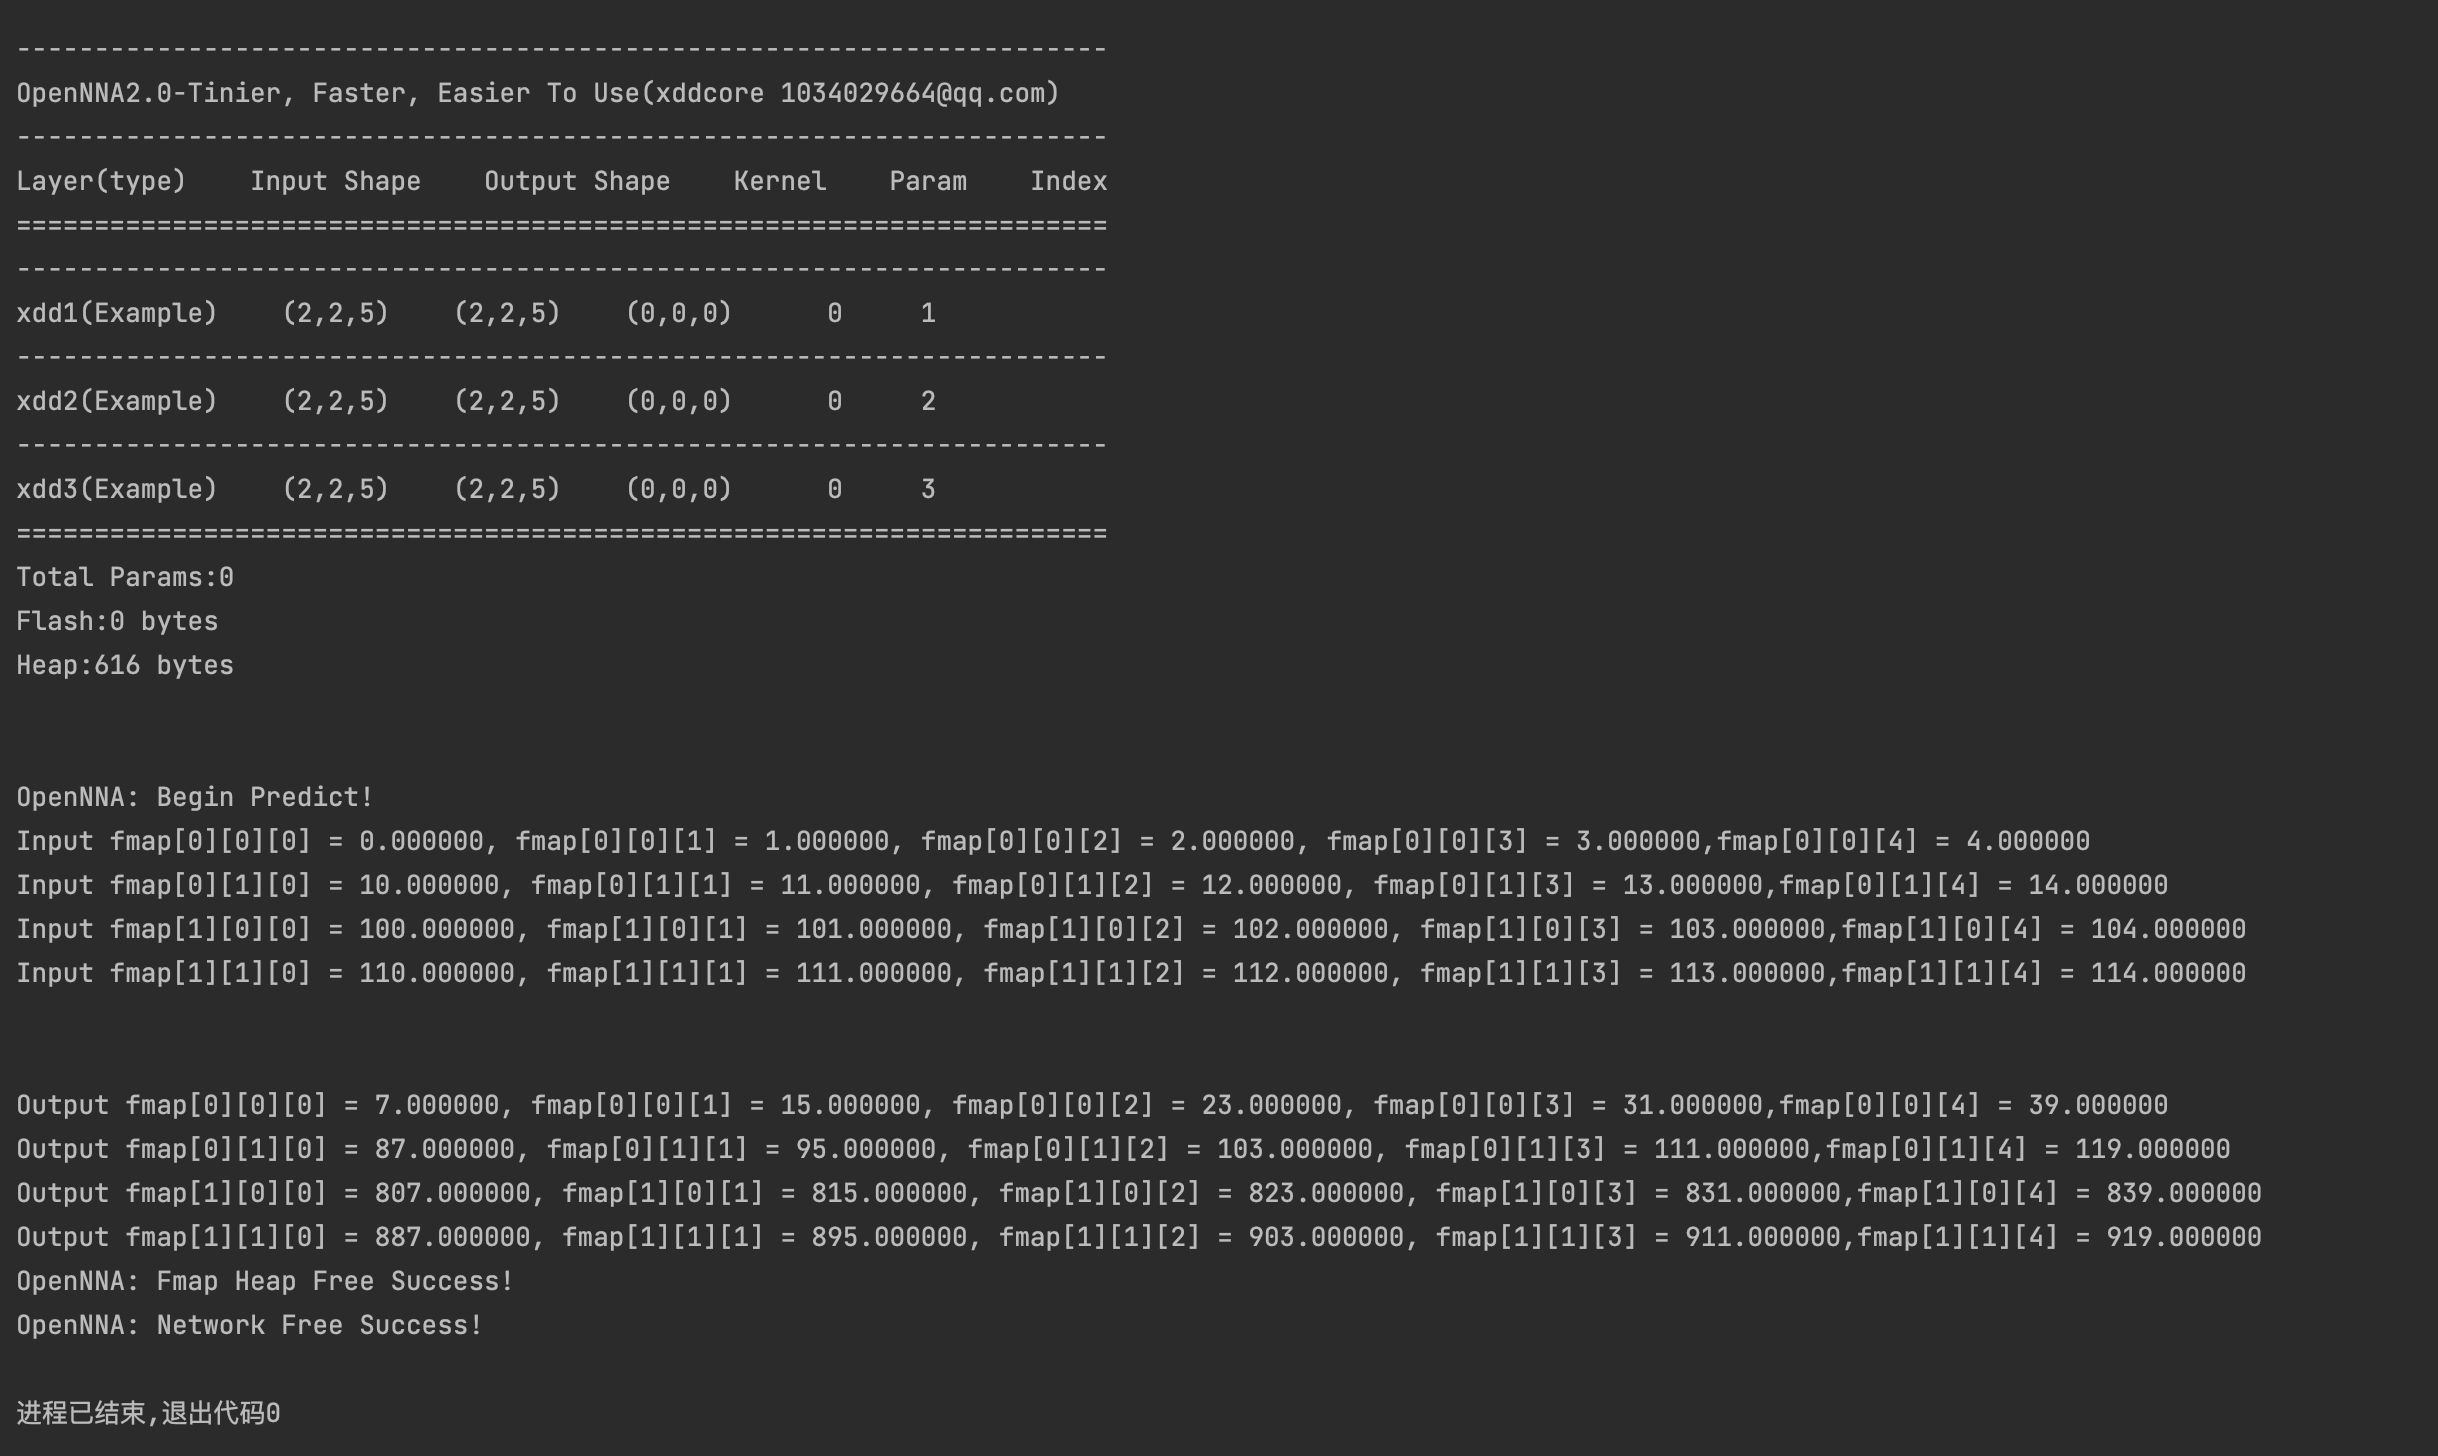 ----------------------------------------------------------------------
OpenNNA2.0-Tinier, Faster, Easier To Use(xddcore 1034029664@qq.com)
----------------------------------------------------------------------
Layer(type)    Input Shape    Output Shape    Kernel    Param    Index
======================================================================
----------------------------------------------------------------------
xdd1(Example)    (2,2,5)    (2,2,5)    (0,0,0)      0     1
----------------------------------------------------------------------
xdd2(Example)    (2,2,5)    (2,2,5)    (0,0,0)      0     2
----------------------------------------------------------------------
xdd3(Example)    (2,2,5)    (2,2,5)    (0,0,0)      0     3
======================================================================
Total Params:0
Flash:0 bytes
Heap:616 bytes
OpenNNA: Begin Predict!
Input fmap[0][0][0] = 0.000000, fmap[0][0][1] = 1.000000, fmap[0][0][2] = 2.000000, fmap[0][0][3] = 3.000000,fmap[0][0][4] = 4.000000
Input fmap[0][1][0] = 10.000000, fmap[0][1][1] = 11.000000, fmap[0][1][2] = 12.000000, fmap[0][1][3] = 13.000000,fmap[0][1][4] = 14.000000
Input fmap[1][0][0] = 100.000000, fmap[1][0][1] = 101.000000, fmap[1][0][2] = 102.000000, fmap[1][0][3] = 103.000000,fmap[1][0][4] = 104.000000
Input fmap[1][1][0] = 110.000000, fmap[1][1][1] = 111.000000, fmap[1][1][2] = 112.000000, fmap[1][1][3] = 113.000000,fmap[1][1][4] = 114.000000
Output fmap[0][0][0] = 7.000000, fmap[0][0][1] = 15.000000, fmap[0][0][2] = 23.000000, fmap[0][0][3] = 31.000000,fmap[0][0][4] = 39.000000
Output fmap[0][1][0] = 87.000000, fmap[0][1][1] = 95.000000, fmap[0][1][2] = 103.000000, fmap[0][1][3] = 111.000000,fmap[0][1][4] = 119.000000
Output fmap[1][0][0] = 807.000000, fmap[1][0][1] = 815.000000, fmap[1][0][2] = 823.000000, fmap[1][0][3] = 831.000000,fmap[1][0][4] = 839.000000
Output fmap[1][1][0] = 887.000000, fmap[1][1][1] = 895.000000, fmap[1][1][2] = 903.000000, fmap[1][1][3] = 911.000000,fmap[1][1][4] = 919.000000
OpenNNA: Fmap Heap Free Success!
OpenNNA: Network Free Success!
进程已结束,退出代码0